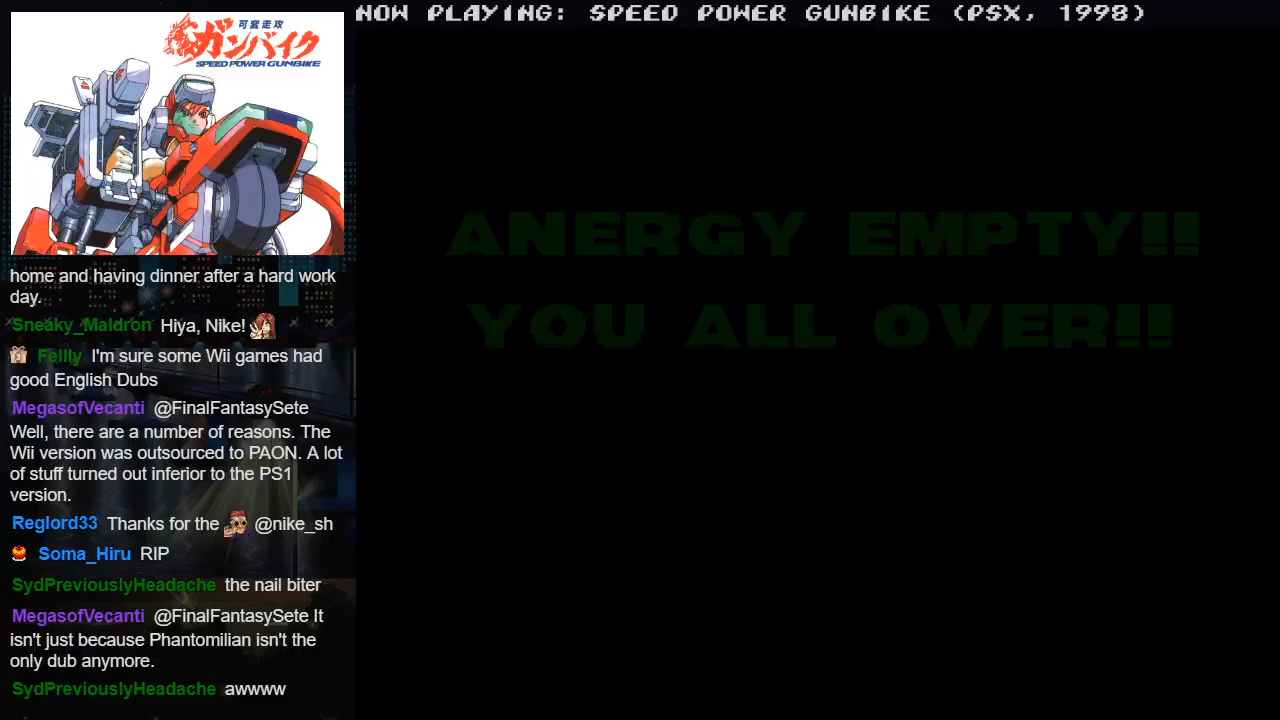 NOW PLAYING: SPEED POWER GUNBIKE (PSX, 1998)
可変走攻
ガンバイク
SPEED POWER GUNBIKE
home and having dinner after a hard work
day.
Sneaky_Maldron Hiya, Nike!
Fellly I'm sure some Wii games had
good English Dubs
MegasofVecanti @FinalFantasySete
Well, there are a number of reasons. The
Wii version was outsourced to PAON. A lot
of stuff turned out inferior to the PS1
version.
Reglord33 Thanks for the @nike_sh
Soma_Hiru RIP
SydPreviouslyHeadache the nail biter
MegasofVecanti @FinalFantasySete It
isn't just because Phantomilian isn't the
only dub anymore.
SydPreviouslyHeadache awwww
ANERGY EMPTY!!
YOU ALL OVER!!